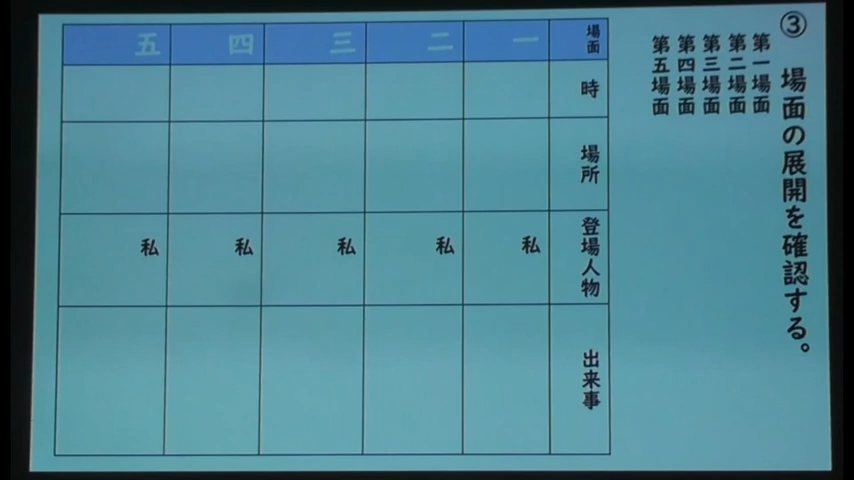 ③ 場面の展開を確認する。
第一場面
第二場面
第三場面
第四場面
第五場面
場面
時
場所
登場人物
出来事
一
私
二
私
三
私
四
私
五
私